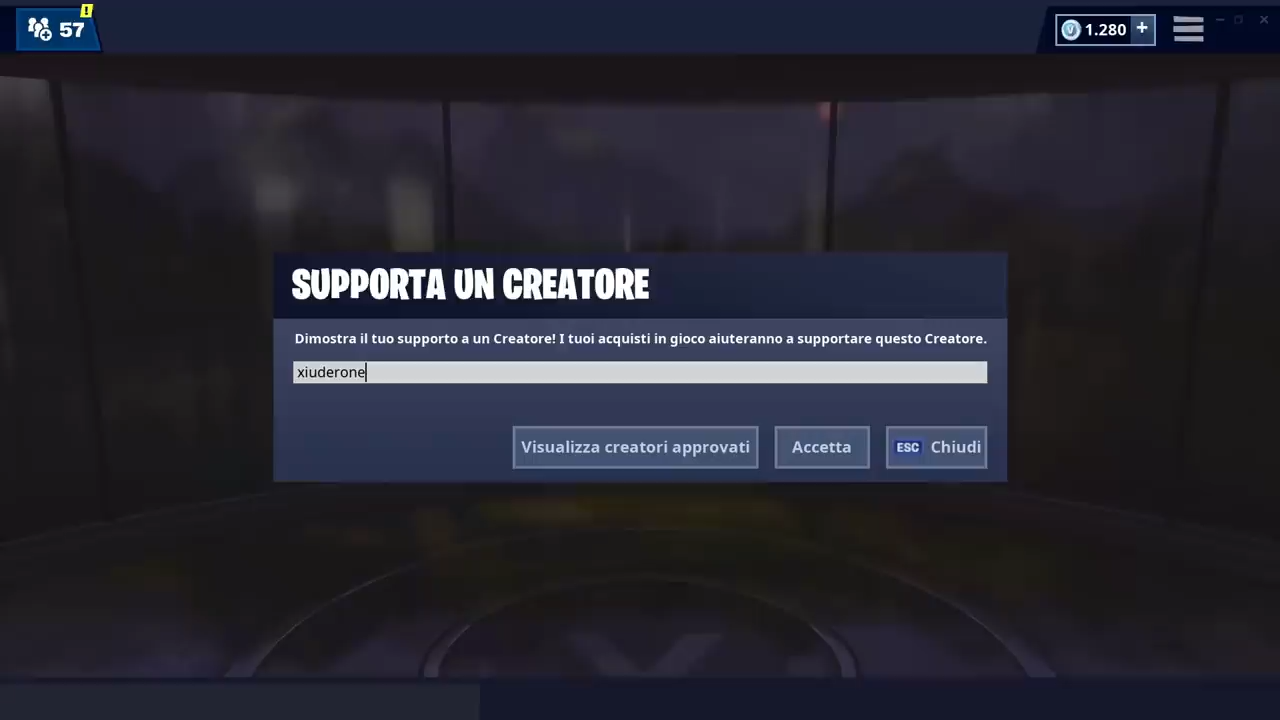 57
!
1.280 +
SUPPORTA UN CREATORE
Dimostra il tuo supporto a un Creatore! I tuoi acquisti in gioco aiuteranno a supportare questo Creatore.
xiuderone
Visualizza creatori approvati
Accetta
ESC Chiudi